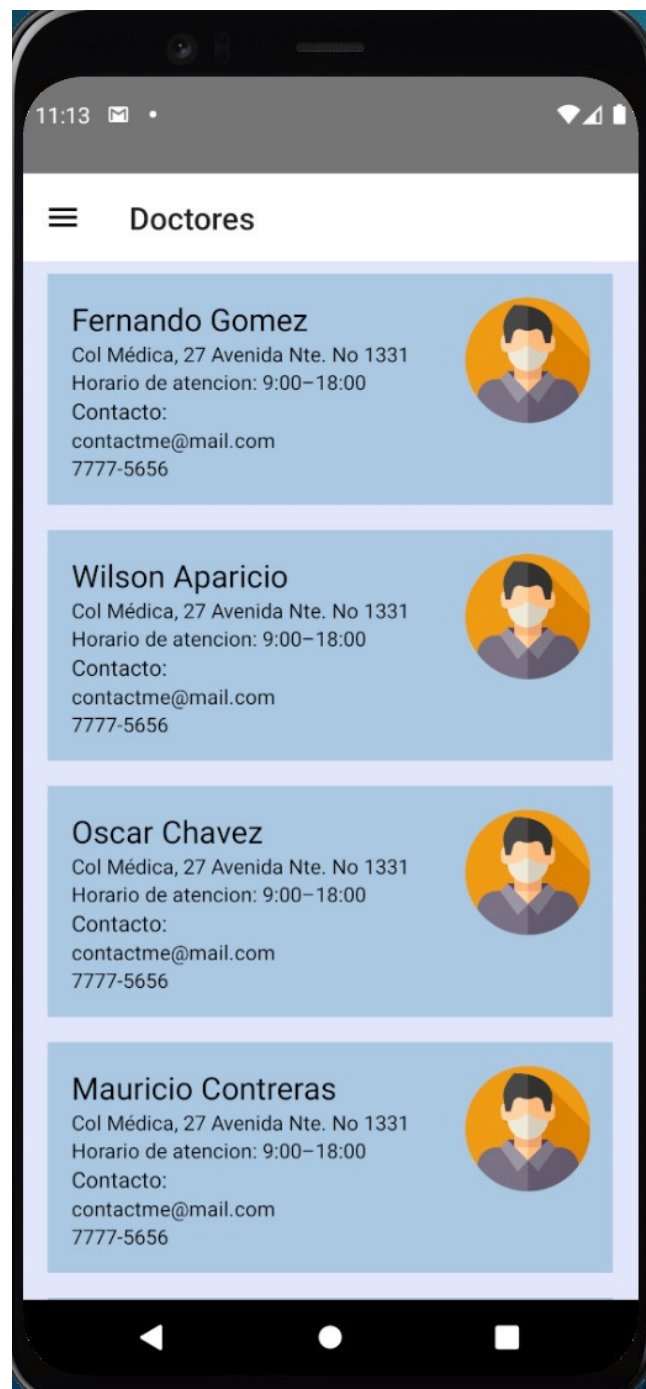 11:13
Doctores
Fernando Gomez
Col Médica, 27 Avenida Nte. No 1331
Horario de atencion: 9:00–18:00
Contacto:
contactme@mail.com
7777-5656
Wilson Aparicio
Col Médica, 27 Avenida Nte. No 1331
Horario de atencion: 9:00–18:00
Contacto:
contactme@mail.com
7777-5656
Oscar Chavez
Col Médica, 27 Avenida Nte. No 1331
Horario de atencion: 9:00–18:00
Contacto:
contactme@mail.com
7777-5656
Mauricio Contreras
Col Médica, 27 Avenida Nte. No 1331
Horario de atencion: 9:00–18:00
Contacto:
contactme@mail.com
7777-5656